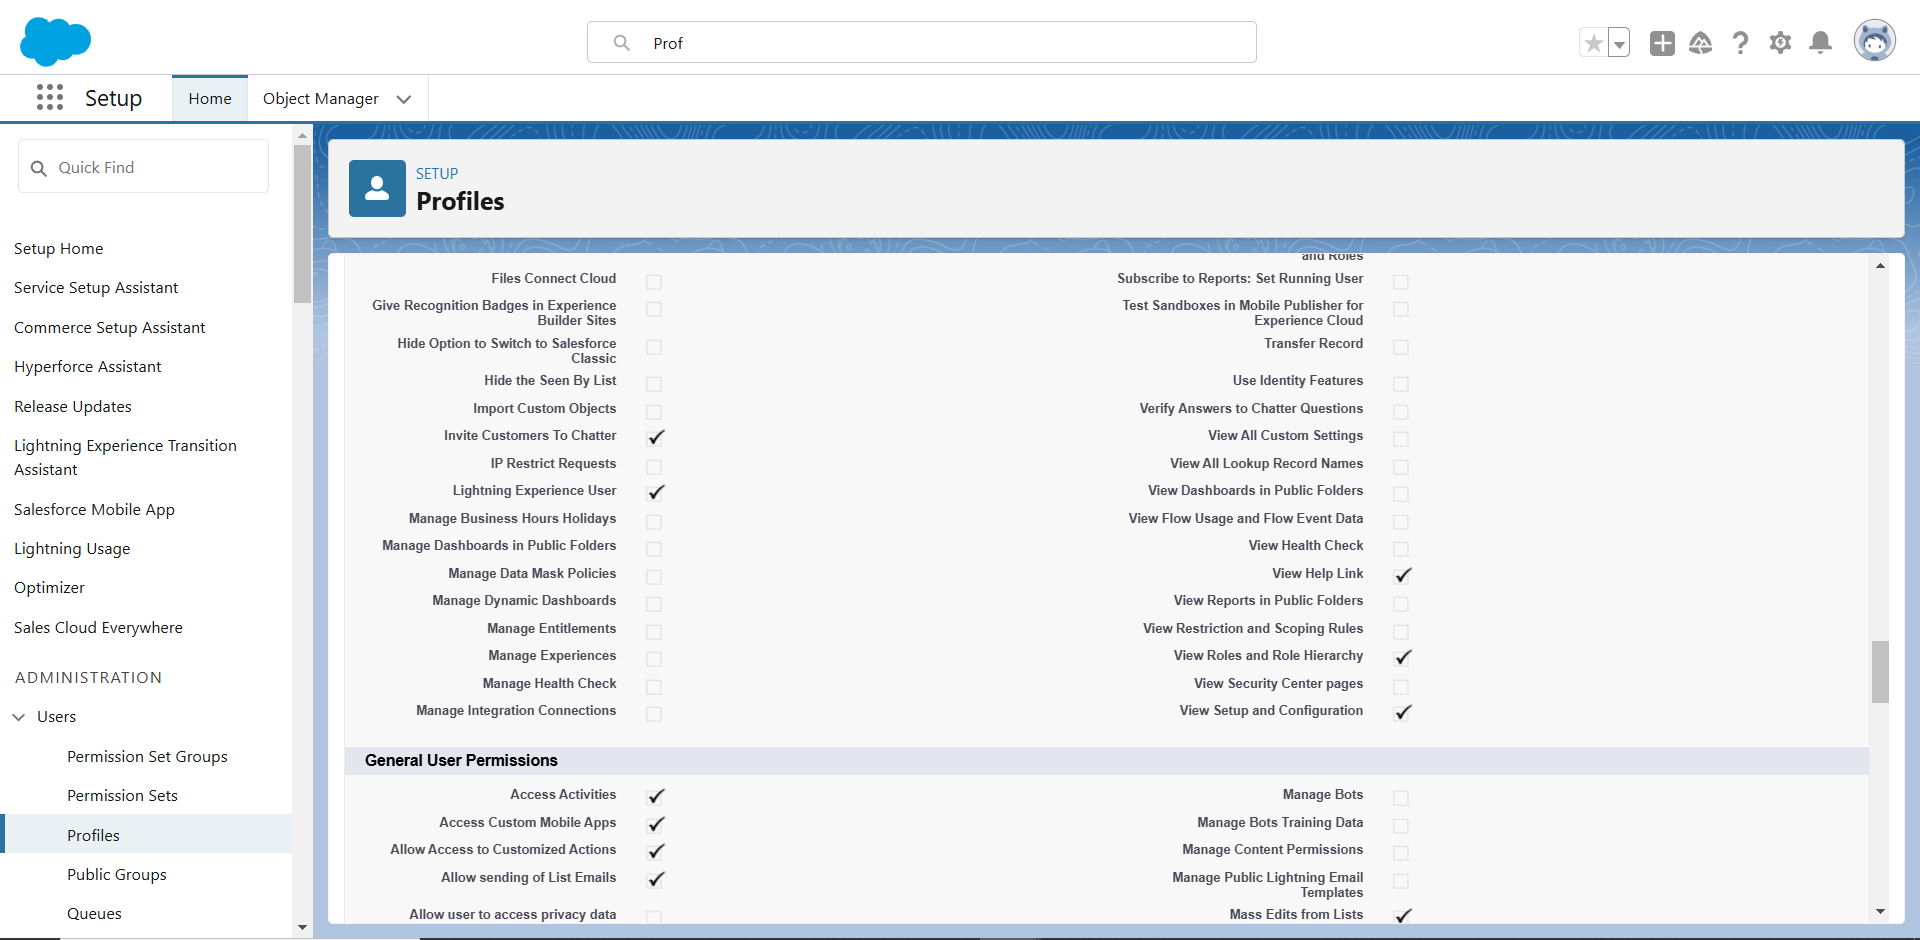 Prof
Setup
Home
Object Manager
Quick Find
Setup Home
Service Setup Assistant
Commerce Setup Assistant
Hyperforce Assistant
Release Updates
Lightning Experience Transition
Assistant
Salesforce Mobile App
Lightning Usage
Optimizer
Sales Cloud Everywhere
ADMINISTRATION
Users
Permission Set Groups
Permission Sets
Profiles
Public Groups
Queues
SETUP
Profiles
and Roles
Files Connect Cloud
Subscribe to Reports: Set Running User
Give Recognition Badges in Experience
Builder Sites
Test Sandboxes in Mobile Publisher for
Experience Cloud
Hide Option to Switch to Salesforce
Classic
Transfer Record
Hide the Seen By List
Use Identity Features
Import Custom Objects
Verify Answers to Chatter Questions
Invite Customers To Chatter
View All Custom Settings
IP Restrict Requests
View All Lookup Record Names
Lightning Experience User
View Dashboards in Public Folders
Manage Business Hours Holidays
View Flow Usage and Flow Event Data
Manage Dashboards in Public Folders
View Health Check
Manage Data Mask Policies
View Help Link
Manage Dynamic Dashboards
View Reports in Public Folders
Manage Entitlements
View Restriction and Scoping Rules
Manage Experiences
View Roles and Role Hierarchy
Manage Health Check
View Security Center pages
Manage Integration Connections
View Setup and Configuration
General User Permissions
Access Activities
Manage Bots
Access Custom Mobile Apps
Manage Bots Training Data
Allow Access to Customized Actions
Manage Content Permissions
Allow sending of List Emails
Manage Public Lightning Email
Templates
Allow user to access privacy data
Mass Edits from Lists